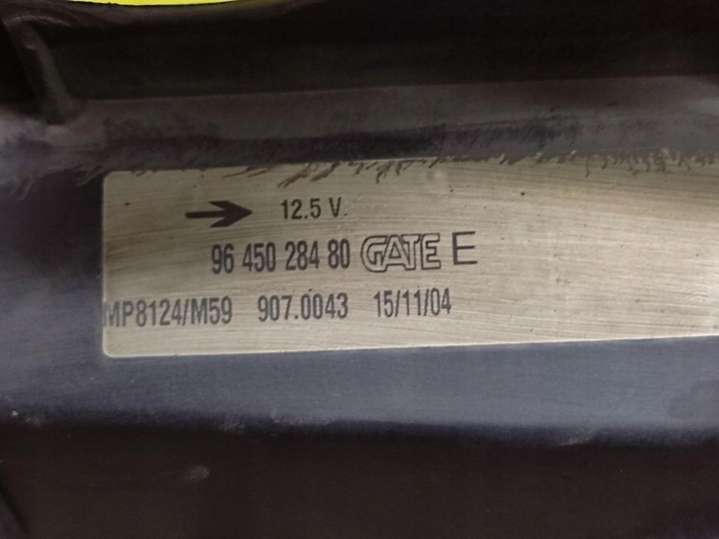 → 12.5 V.
96 450 284 80 GATE E
MP8124/M59 907.0043 15/11/04